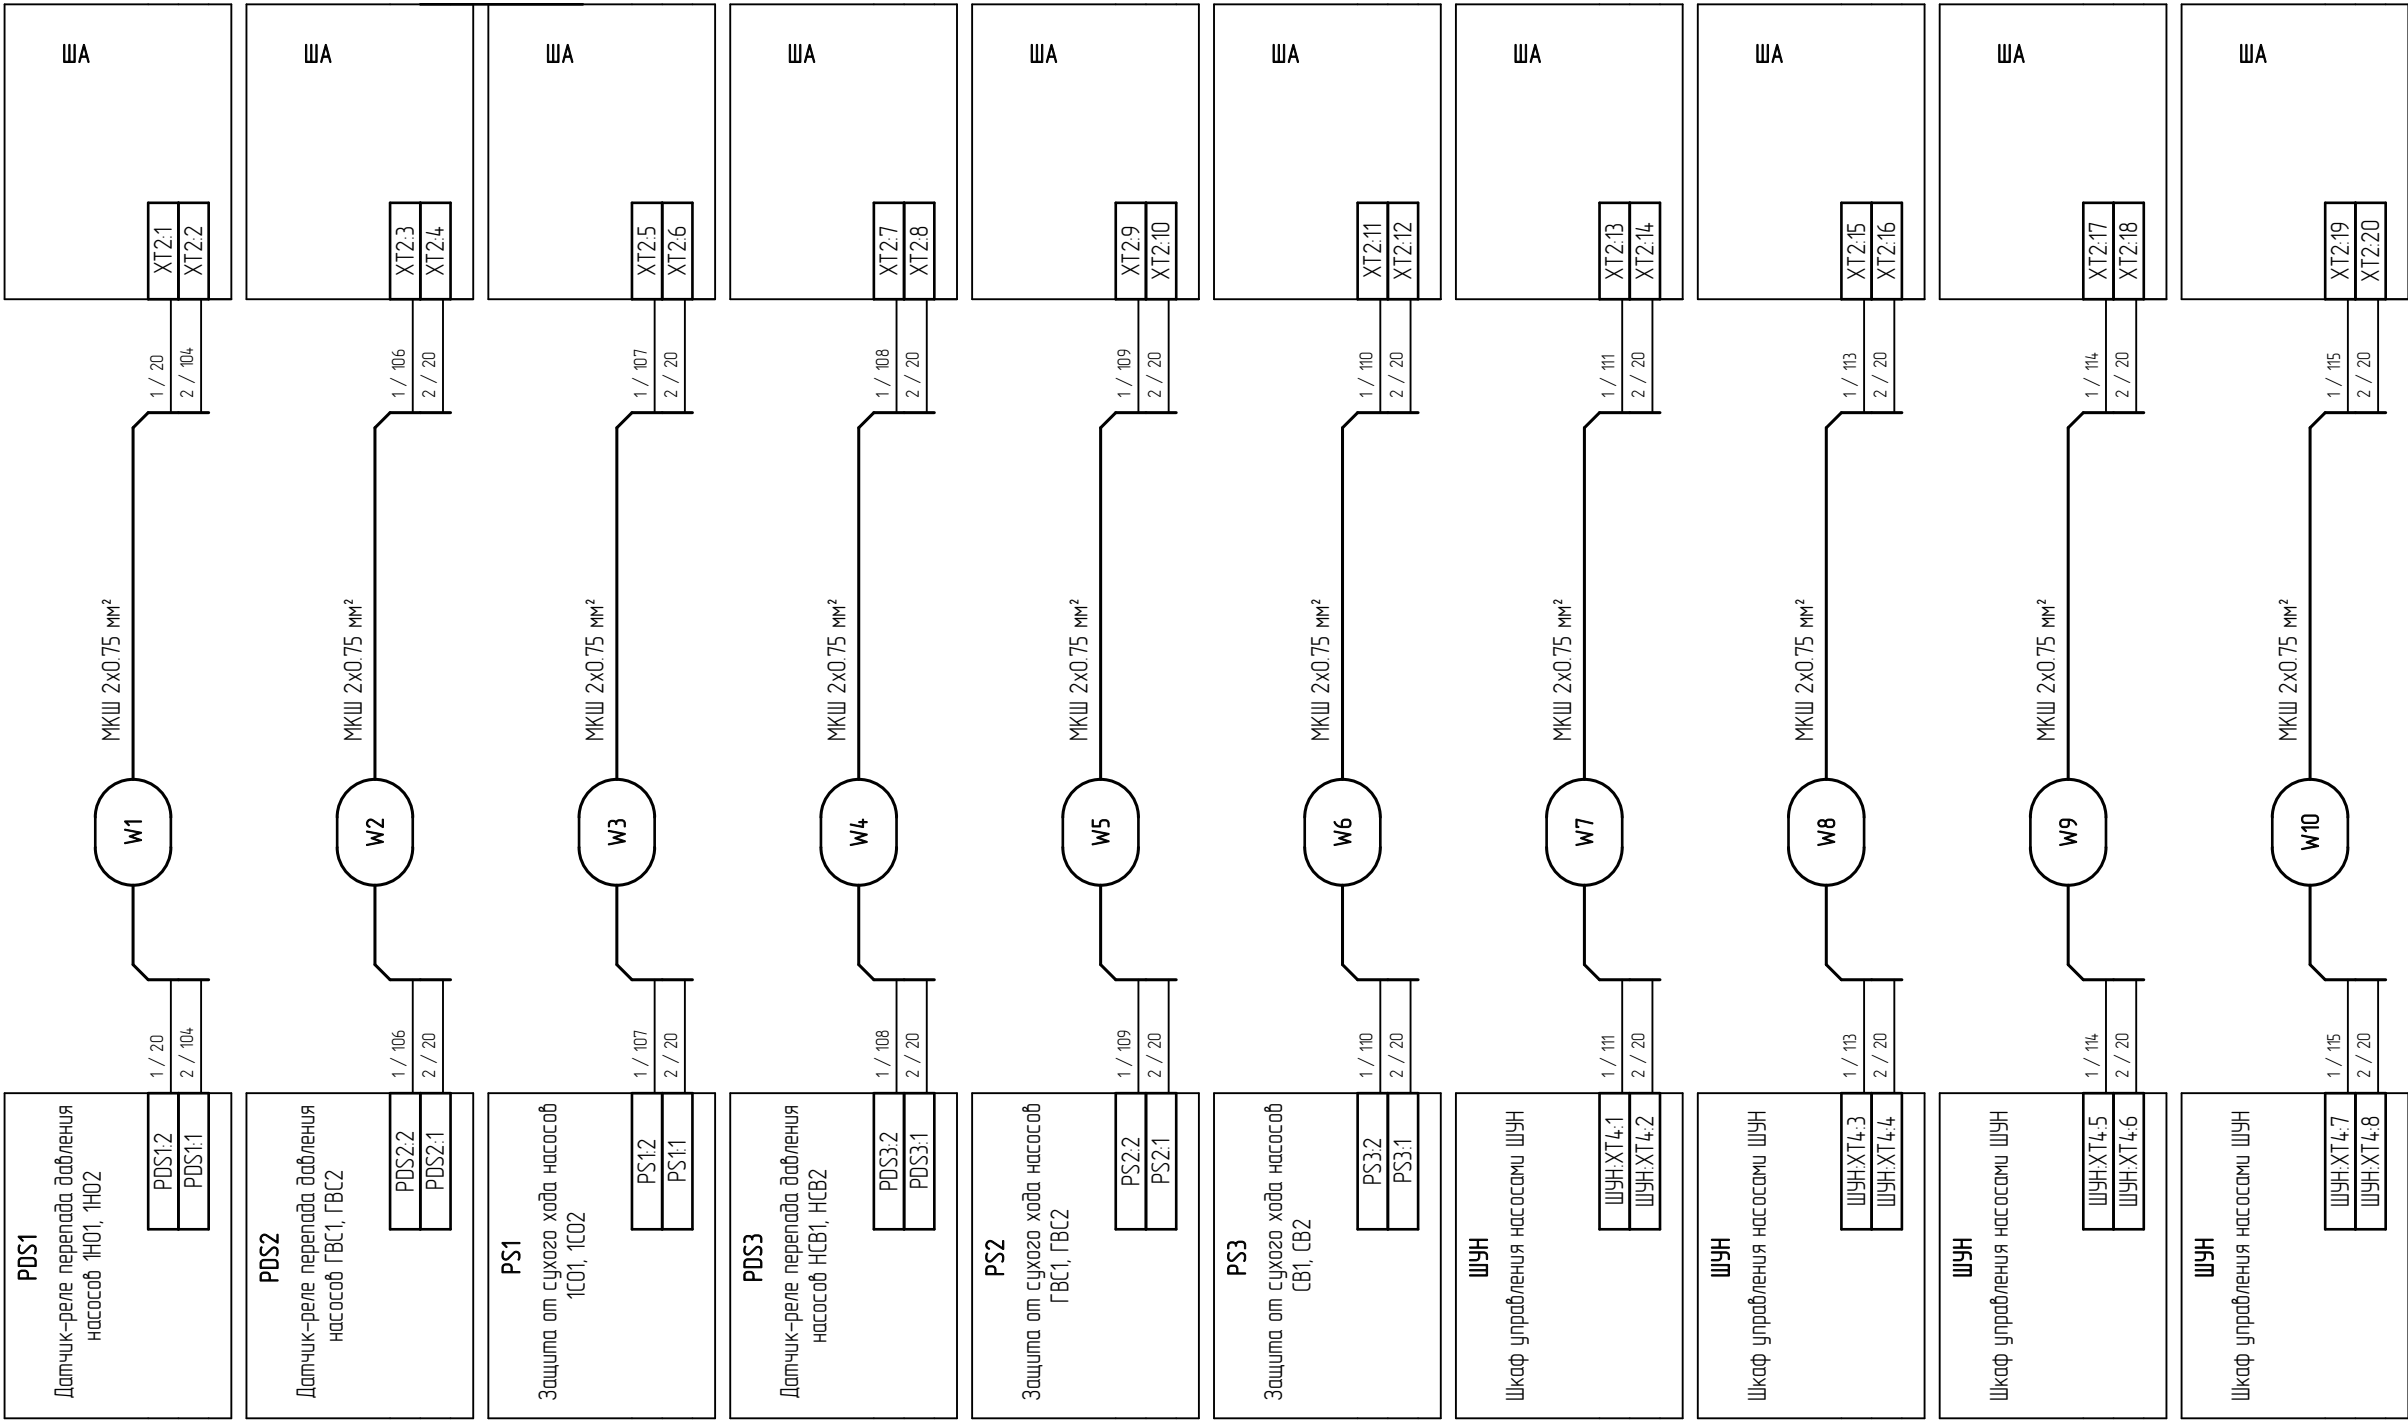 PDS1
Датчик-реле перепада давления
насосов 1НО1, 1НО2
PDS1:2
PDS1:1
1 / 20
2 / 104
W1
МКШ 2x0.75 мм²
1 / 20
2 / 104
XT2:1
XT2:2
ША
PDS2
Датчик-реле перепада давления
насосов ГВС1, ГВС2
PDS2:2
PDS2:1
1 / 106
2 / 20
W2
МКШ 2x0.75 мм²
1 / 106
2 / 20
XT2:3
XT2:4
ША
PS1
Защита от сухого хода насосов
1СО1, 1СО2
PS1:2
PS1:1
1 / 107
2 / 20
W3
МКШ 2x0.75 мм²
1 / 107
2 / 20
XT2:5
XT2:6
ША
PDS3
Датчик-реле перепада давления
насосов НСВ1, НСВ2
PDS3:2
PDS3:1
1 / 108
2 / 20
W4
МКШ 2x0.75 мм²
1 / 108
2 / 20
XT2:7
XT2:8
ША
PS2
Защита от сухого хода насосов
ГВС1, ГВС2
PS2:2
PS2:1
1 / 109
2 / 20
W5
МКШ 2x0.75 мм²
1 / 109
2 / 20
XT2:9
XT2:10
ША
PS3
Защита от сухого хода насосов
СВ1, СВ2
PS3:2
PS3:1
1 / 110
2 / 20
W6
МКШ 2x0.75 мм²
1 / 110
2 / 20
XT2:11
XT2:12
ША
ШУН
Шкаф управления насосами ШУН
ШУН:XT4:1
ШУН:XT4:2
1 / 111
2 / 20
W7
МКШ 2x0.75 мм²
1 / 111
2 / 20
XT2:13
XT2:14
ША
ШУН
Шкаф управления насосами ШУН
ШУН:XT4:3
ШУН:XT4:4
1 / 113
2 / 20
W8
МКШ 2x0.75 мм²
1 / 113
2 / 20
XT2:15
XT2:16
ША
ШУН
Шкаф управления насосами ШУН
ШУН:XT4:5
ШУН:XT4:6
1 / 114
2 / 20
W9
МКШ 2x0.75 мм²
1 / 114
2 / 20
XT2:17
XT2:18
ША
ШУН
Шкаф управления насосами ШУН
ШУН:XT4:7
ШУН:XT4:8
1 / 115
2 / 20
W10
МКШ 2x0.75 мм²
1 / 115
2 / 20
XT2:19
XT2:20
ША